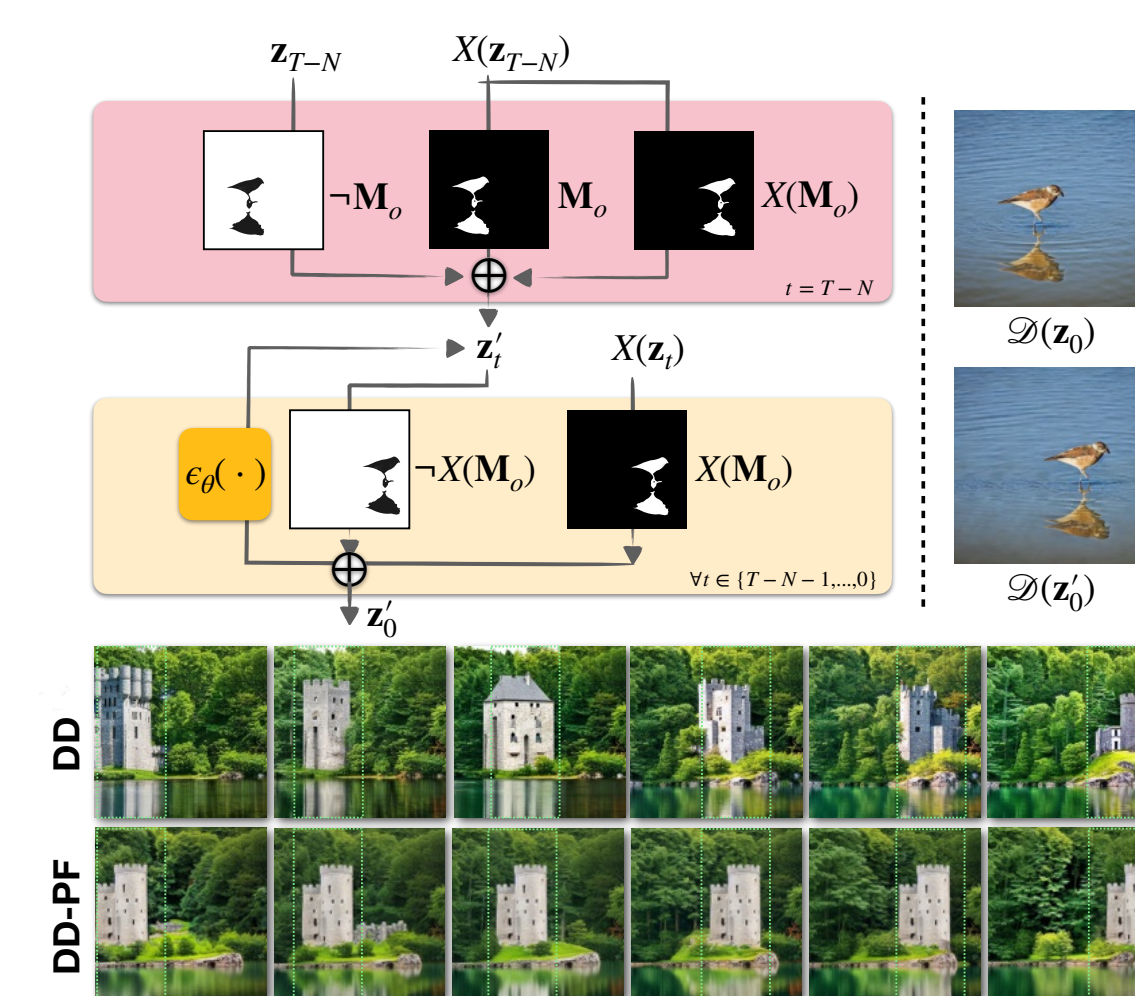 𝐳_{T−N}
X(𝐳_{T−N})
¬𝐌_o
𝐌_o
X(𝐌_o)
t = T − N
𝐳′_t
X(𝐳_t)
ϵ_θ( · )
¬X(𝐌_o)
X(𝐌_o)
∀t ∈ {T − N − 1,...,0}
𝐳′_0
𝒟(𝐳_0)
𝒟(𝐳′_0)
DD
DD-PF